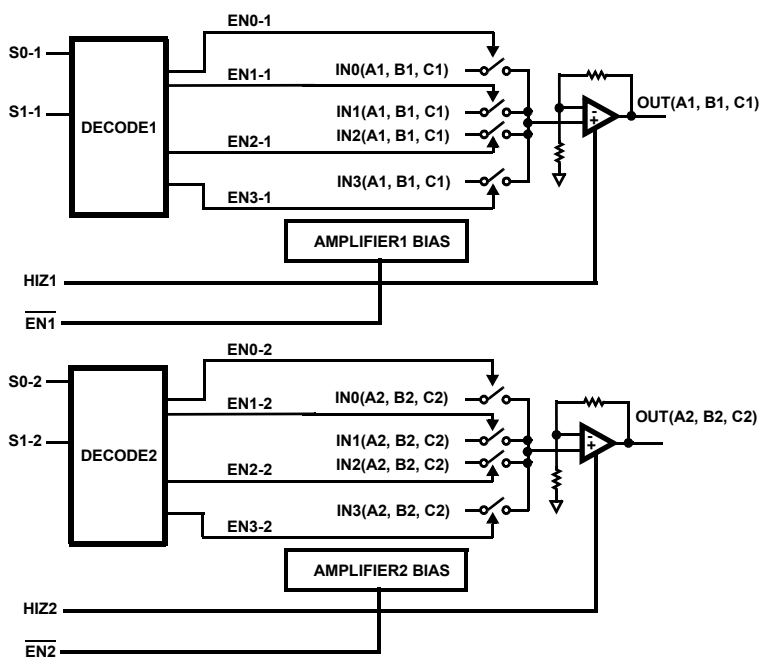 EN0-1
S0-1
IN0(A1, B1, C1)
EN1-1
OUT(A1, B1, C1)
S1-1
IN1(A1, B1, C1)
DECODE1
IN2(A1, B1, C1)
EN2-1
IN3(A1, B1, C1)
EN3-1
-
+
AMPLIFIER1 BIAS
HIZ1
EN1
EN0-2
S0-2
IN0(A2, B2, C2)
EN1-2
OUT(A2, B2, C2)
S1-2
IN1(A2, B2, C2)
DECODE2
IN2(A2, B2, C2)
EN2-2
IN3(A2, B2, C2)
EN3-2
-
+
AMPLIFIER2 BIAS
HIZ2
EN2